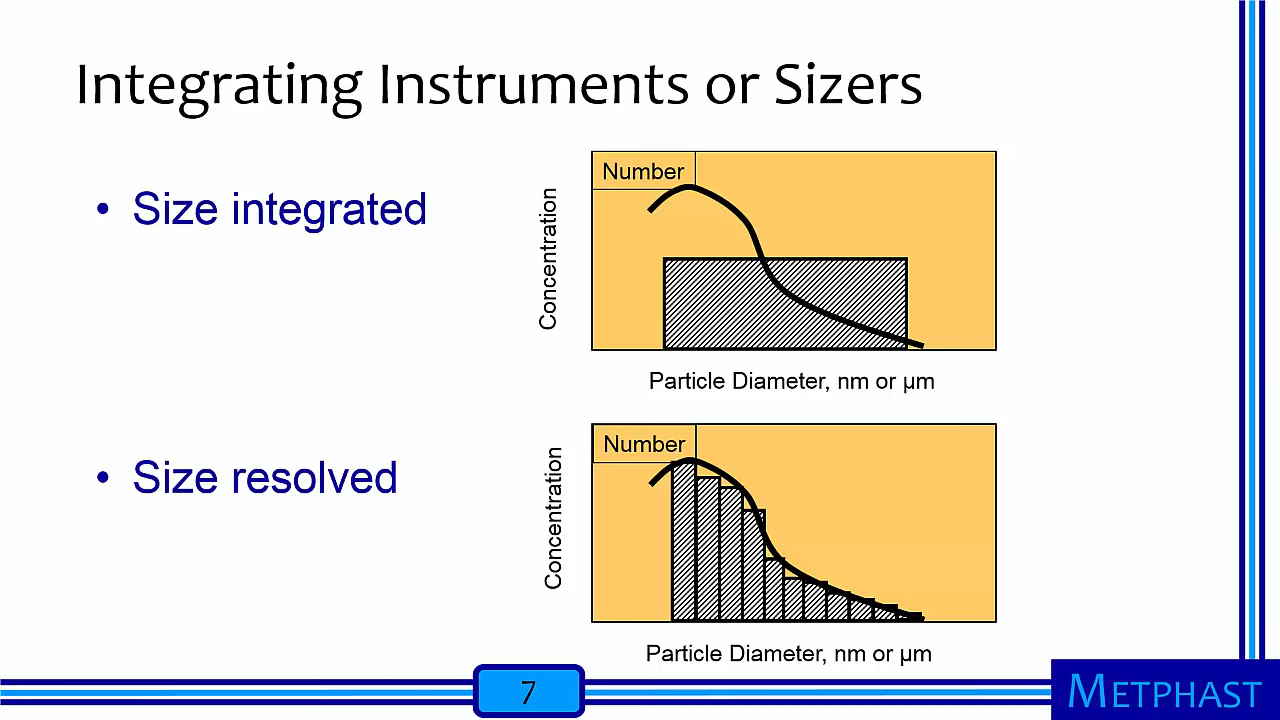 Integrating Instruments or Sizers
• Size integrated
Number
Concentration
Particle Diameter, nm or µm
• Size resolved
Number
Concentration
Particle Diameter, nm or µm
7
METPHAST